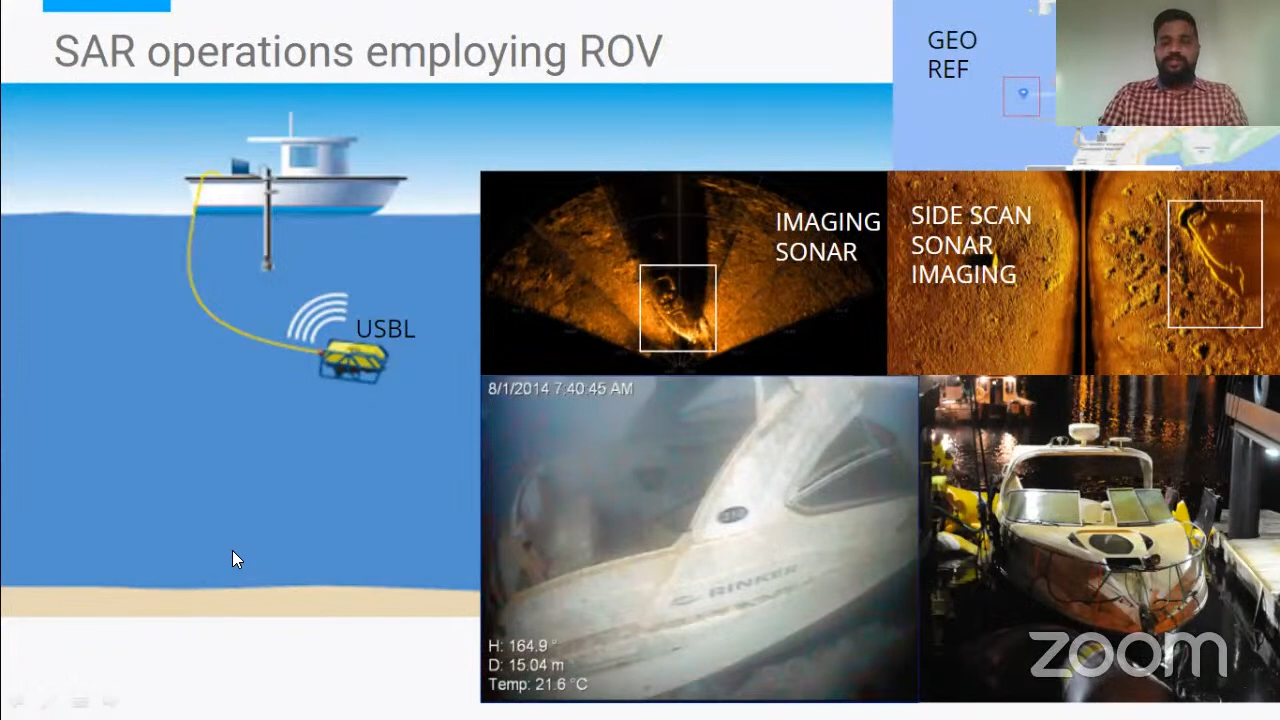 SAR operations employing ROV
GEO
REF
USBL
IMAGING
SONAR
SIDE SCAN
SONAR
IMAGING
8/1/2014 7:40:45 AM
RINKER
H: 164.9 °
D: 15.04 m
Temp: 21.6 °C
zoom